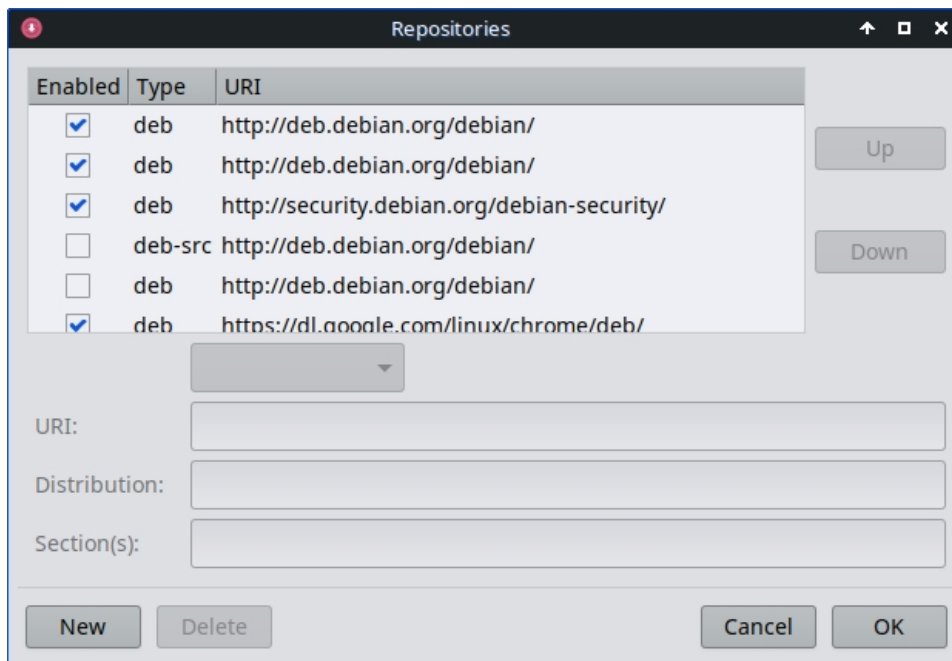 Repositories
Enabled Type URI
deb http://deb.debian.org/debian/
deb http://deb.debian.org/debian/
deb http://security.debian.org/debian-security/
deb-src http://deb.debian.org/debian/
deb http://deb.debian.org/debian/
deb https://dl.google.com/linux/chrome/deb/
Up
Down
URI:
Distribution:
Section(s):
New Delete Cancel OK